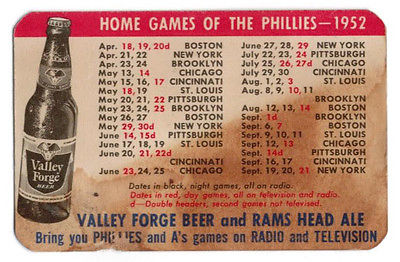 HOME GAMES OF THE PHILLIES—1952
Apr. 18, 19, 20d BOSTON
Apr. 21, 22 NEW YORK
Apr. 23, 24 BROOKLYN
May 13, 14 CHICAGO
May 15, 16 CINCINNATI
May 18, 19 ST. LOUIS
May 20, 21, 22 PITTSBURGH
May 23, 24, 25 BROOKLYN
May 26, 27 BOSTON
May 29, 30d NEW YORK
June 14, 15d PITTSBURGH
June 17, 18, 19 ST. LOUIS
June 20, 21, 22d
CINCINNATI
June 23, 24, 25 CHICAGO
June 27, 28, 29 NEW YORK
July 22, 23, 24
PITTSBURGH
July 25, 26, 27d CHICAGO
July 29, 30 CINCINNATI
Aug. 1, 2, 3 ST. LOUIS
BROOKLYN
Aug. 12, 13, 14 BOSTON
Sept. 1d BROOKLYN
Sept. 6, 7 BOSTON
Sept. 9, 10, 11 ST. LOUIS
Sept. 12, 13 CHICAGO
Sept. 14d PITTSBURGH
Sept. 16, 17 CINCINNATI
Sept. 19, 20, 21 NEW YORK
Dates in black, night games, all on radio.
Dates in red, day games, all on television and radio.
d—Double headers, second games not televised.
Valley
Forge
BEER
VALLEY FORGE BEER and RAMS HEAD ALE
Bring you PHILLIES and A's games on RADIO and TELEVISION